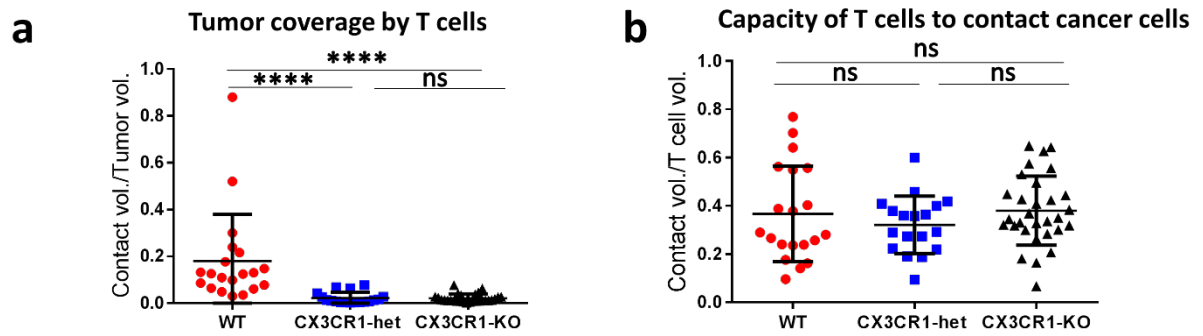 a
Tumor coverage by T cells
****
**** ns
Contact vol./Tumor vol.
1.0
0.8
0.6
0.4
0.2
0.0
WT CX3CR1-het CX3CR1-KO
b
Capacity of T cells to contact cancer cells
ns
ns ns
Contact vol./T cell vol.
1.0
0.8
0.6
0.4
0.2
0.0
WT CX3CR1-het CX3CR1-KO